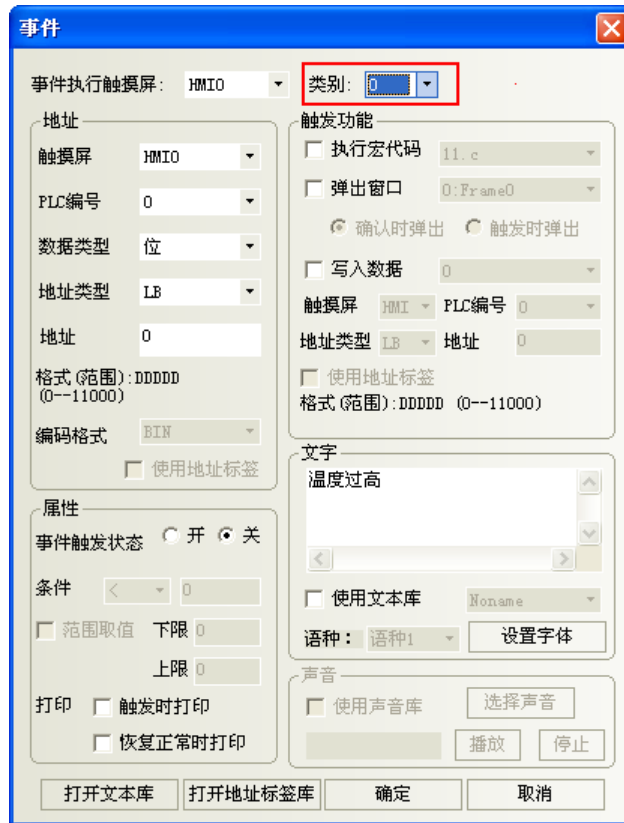 事件
事件执行触摸屏： HMI0 类别: 0
地址
触摸屏 HMI0
PLC编号 0
数据类型 位
地址类型 LB
地址 0
格式(范围):DDDDD
(0--11000)
编码格式 BIN
使用地址标签
属性
事件触发状态 开 关
条件 < 0
范围取值 下限 0
上限 0
打印 触发时打印
恢复正常时打印
触发功能
执行宏代码 11.c
弹出窗口 0:Frame0
确认时弹出 触发时弹出
写入数据 0
触摸屏 HMI PLC编号 0
地址类型 LB 地址 0
使用地址标签
格式(范围):DDDDD (0--11000)
文字
温度过高
使用文本库 Noname
语种： 语种1 设置字体
声音
使用声音库 选择声音
播放 停止
打开文本库 打开地址标签库 确定 取消